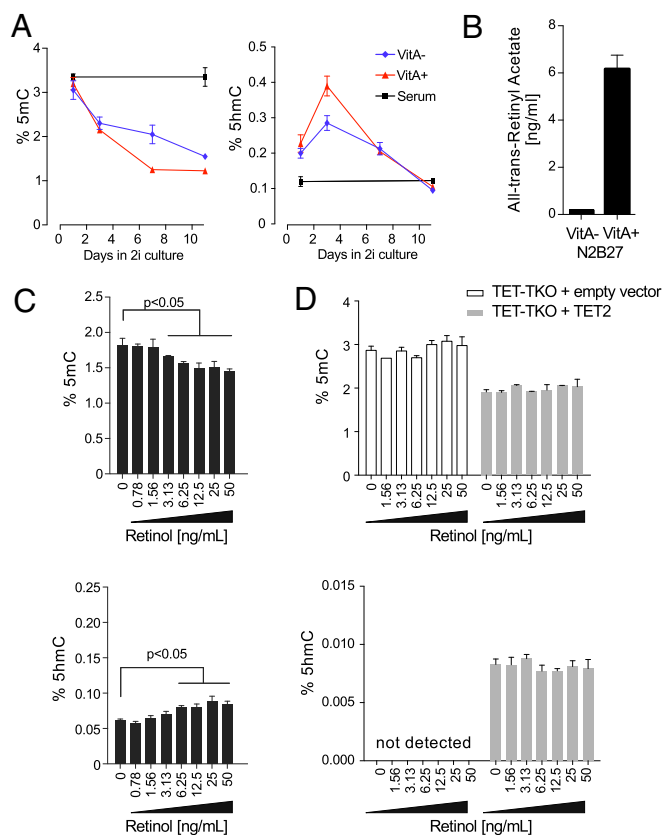 A
% 5mC
4
3
2
1
0
0 2 4 6 8 10
Days in 2i culture
% 5hmC
0.5
0.4
0.3
0.2
0.1
0
0 2 4 6 8 10
Days in 2i culture
VitA-
VitA+
Serum
B
All-trans-Retinyl Acetate
[ng/ml]
8
6
4
2
0
VitA- VitA+
N2B27
C
% 5mC
2.5
2.0
1.5
1.0
0.5
0
p<0.05
0 0.78 1.56 3.13 6.25 12.5 25 50
Retinol [ng/mL]
D
TET-TKO + empty vector
TET-TKO + TET2
% 5mC
4
3
2
1
0
0 1.56 3.13 6.25 12.5 25 50
0 1.56 3.13 6.25 12.5 25 50
Retinol [ng/mL]
% 5hmC
0.25
0.20
0.15
0.10
0.05
0
p<0.05
0 0.78 1.56 3.13 6.25 12.5 25 50
Retinol [ng/mL]
% 5hmC
0.015
0.010
0.005
0.000
not detected
0 1.56 3.13 6.25 12.5 25 50
0 1.56 3.13 6.25 12.5 25 50
Retinol [ng/mL]